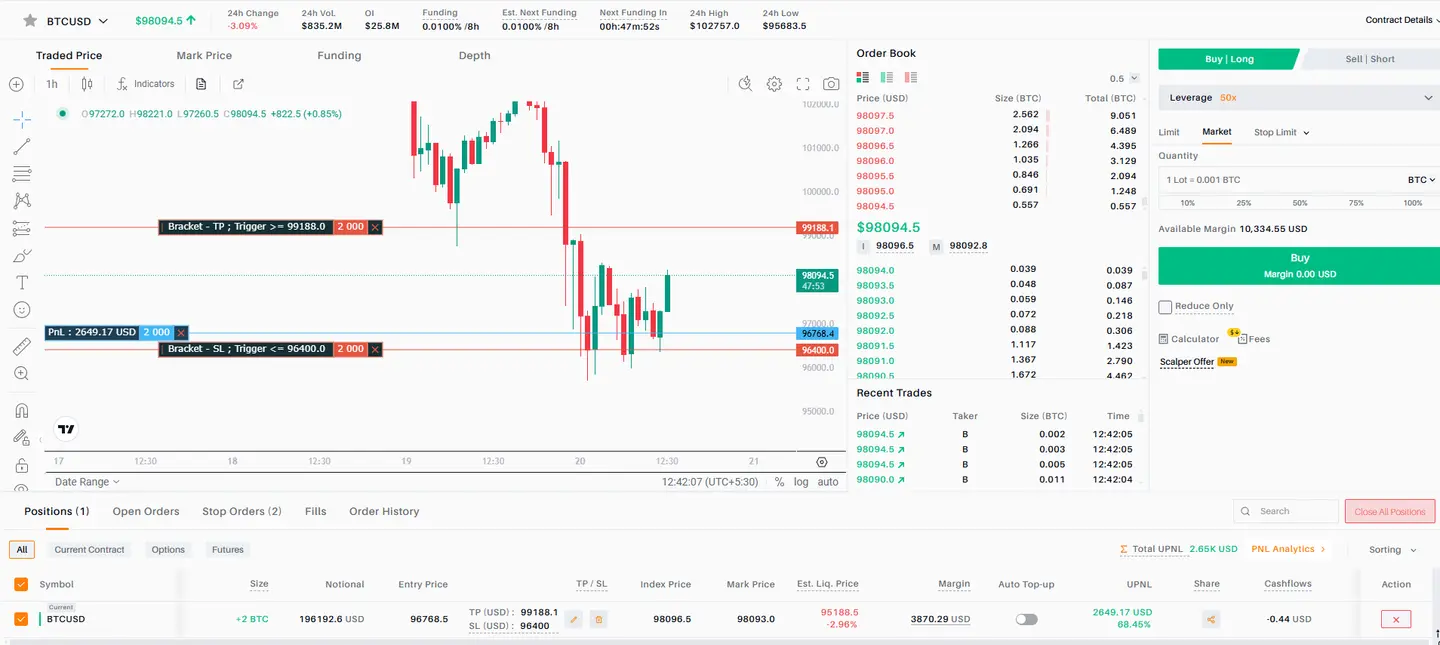 BTCUSD $98094.5 24h Change -3.09% 24h Vol. $835.2M OI $25.8M Funding 0.0100% /8h Est. Next Funding 0.0100% /8h Next Funding In 00h:47m:52s 24h High $102757.0 24h Low $95683.5 Contract Details
Traded Price Mark Price Funding Depth
1h Indicators
O97272.0 H98221.0 L97260.5 C98094.5 +822.5 (+0.85%)
102000.0
101000.0
100000.0
Bracket - TP ; Trigger >= 99188.0 2 000 99188.1
99000.0
98094.5
47:53
97000.0
PnL : 2649.17 USD 2 000 96768.4
Bracket - SL ; Trigger <= 96400.0 2 000 96400.0
96000.0
95000.0
17 12:30 18 12:30 19 12:30 20 12:30 21
Date Range 12:42:07 (UTC+5:30) % log auto
Order Book
0.5
Price (USD) Size (BTC) Total (BTC)
98097.5 2.562 9.051
98097.0 2.094 6.489
98096.5 1.266 4.395
98096.0 1.035 3.129
98095.5 0.846 2.094
98095.0 0.691 1.248
98094.5 0.557 0.557
$98094.5
I 98096.5 M 98092.8
98094.0 0.039 0.039
98093.5 0.048 0.087
98093.0 0.059 0.146
98092.5 0.072 0.218
98092.0 0.088 0.306
98091.5 1.117 1.423
98091.0 1.367 2.790
98090.5 1.672 4.462
Recent Trades
Price (USD) Taker Size (BTC) Time
98094.5 B 0.002 12:42:05
98094.5 B 0.003 12:42:05
98094.5 B 0.005 12:42:05
98090.0 B 0.011 12:42:04
Buy | Long Sell | Short
Leverage 50x
Limit Market Stop Limit
Quantity
1 Lot = 0.001 BTC BTC
10% 25% 50% 75% 100%
Available Margin 10,334.55 USD
Buy
Margin 0.00 USD
Reduce Only
Calculator Fees
Scalper Offer New
Positions (1) Open Orders Stop Orders (2) Fills Order History Search Close All Positions
All Current Contract Options Futures Σ Total UPNL 2.65K USD PNL Analytics Sorting
Symbol Size Notional Entry Price TP / SL Index Price Mark Price Est. Liq. Price Margin Auto Top-up UPNL Share Cashflows Action
Current
BTCUSD +2 BTC 196192.6 USD 96768.5 TP (USD) : 99188.1 SL (USD) : 96400 98096.5 98093.0 95188.5 -2.96% 3870.29 USD 2649.17 USD 68.45% -0.44 USD